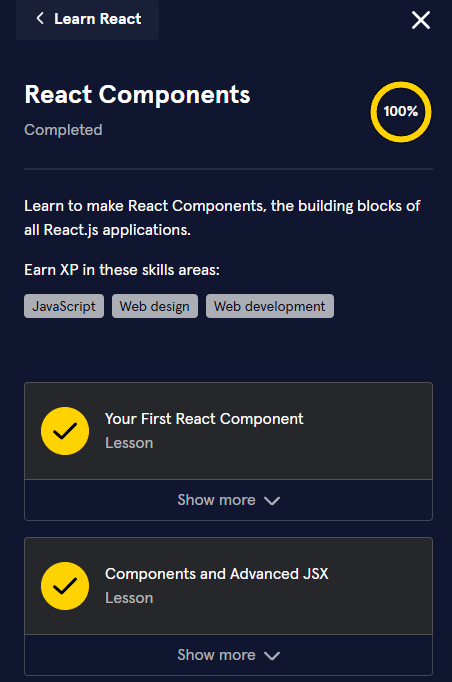 Learn React
React Components
100%
Completed
Learn to make React Components, the building blocks of
all React.js applications.
Earn XP in these skills areas:
JavaScript Web design Web development
Your First React Component
Lesson
Show more
Components and Advanced JSX
Lesson
Show more